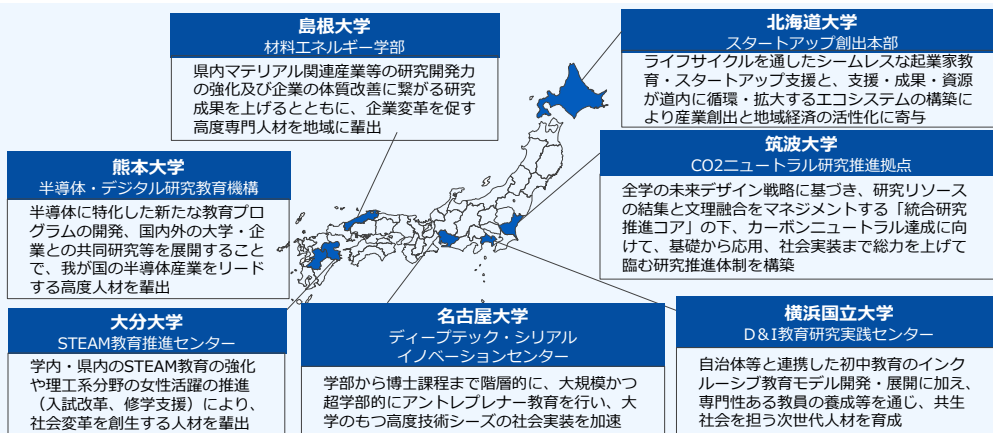 島根大学
材料エネルギー学部
県内マテリアル関連産業等の研究開発力
の強化及び企業の体質改善に繋がる研究
成果を上げるとともに、企業変革を促す
高度専門人材を地域に輩出
北海道大学
スタートアップ創出本部
ライフサイクルを通したシームレスな起業家教
育・スタートアップ支援と、支援・成果・資源
が道内に循環・拡大するエコシステムの構築に
より産業創出と地域経済の活性化に寄与
熊本大学
半導体・デジタル研究教育機構
半導体に特化した新たな教育プロ
グラムの開発、国内外の大学・企
業との共同研究等を展開すること
で、我が国の半導体産業をリード
する高度人材を輩出
筑波大学
CO2ニュートラル研究推進拠点
全学の未来デザイン戦略に基づき、研究リソース
の結集と文理融合をマネジメントする「統合研究
推進コア」の下、カーボンニュートラル達成に向
けて、基礎から応用、社会実装まで総力を上げて
臨む研究推進体制を構築
大分大学
STEAM教育推進センター
学内・県内のSTEAM教育の強化
や理工系分野の女性活躍の推進
（入試改革、修学支援）により、
社会変革を創生する人材を輩出
名古屋大学
ディープテック・シリアル
イノベーションセンター
学部から博士課程まで階層的に、大規模かつ
超学部的にアントレプレナー教育を行い、大
学のもつ高度技術シーズの社会実装を加速
横浜国立大学
D&I教育研究実践センター
自治体等と連携した初中教育のインク
ルーシブ教育モデル開発・展開に加え、
専門性ある教員の養成等を通じ、共生
社会を担う次世代人材を育成